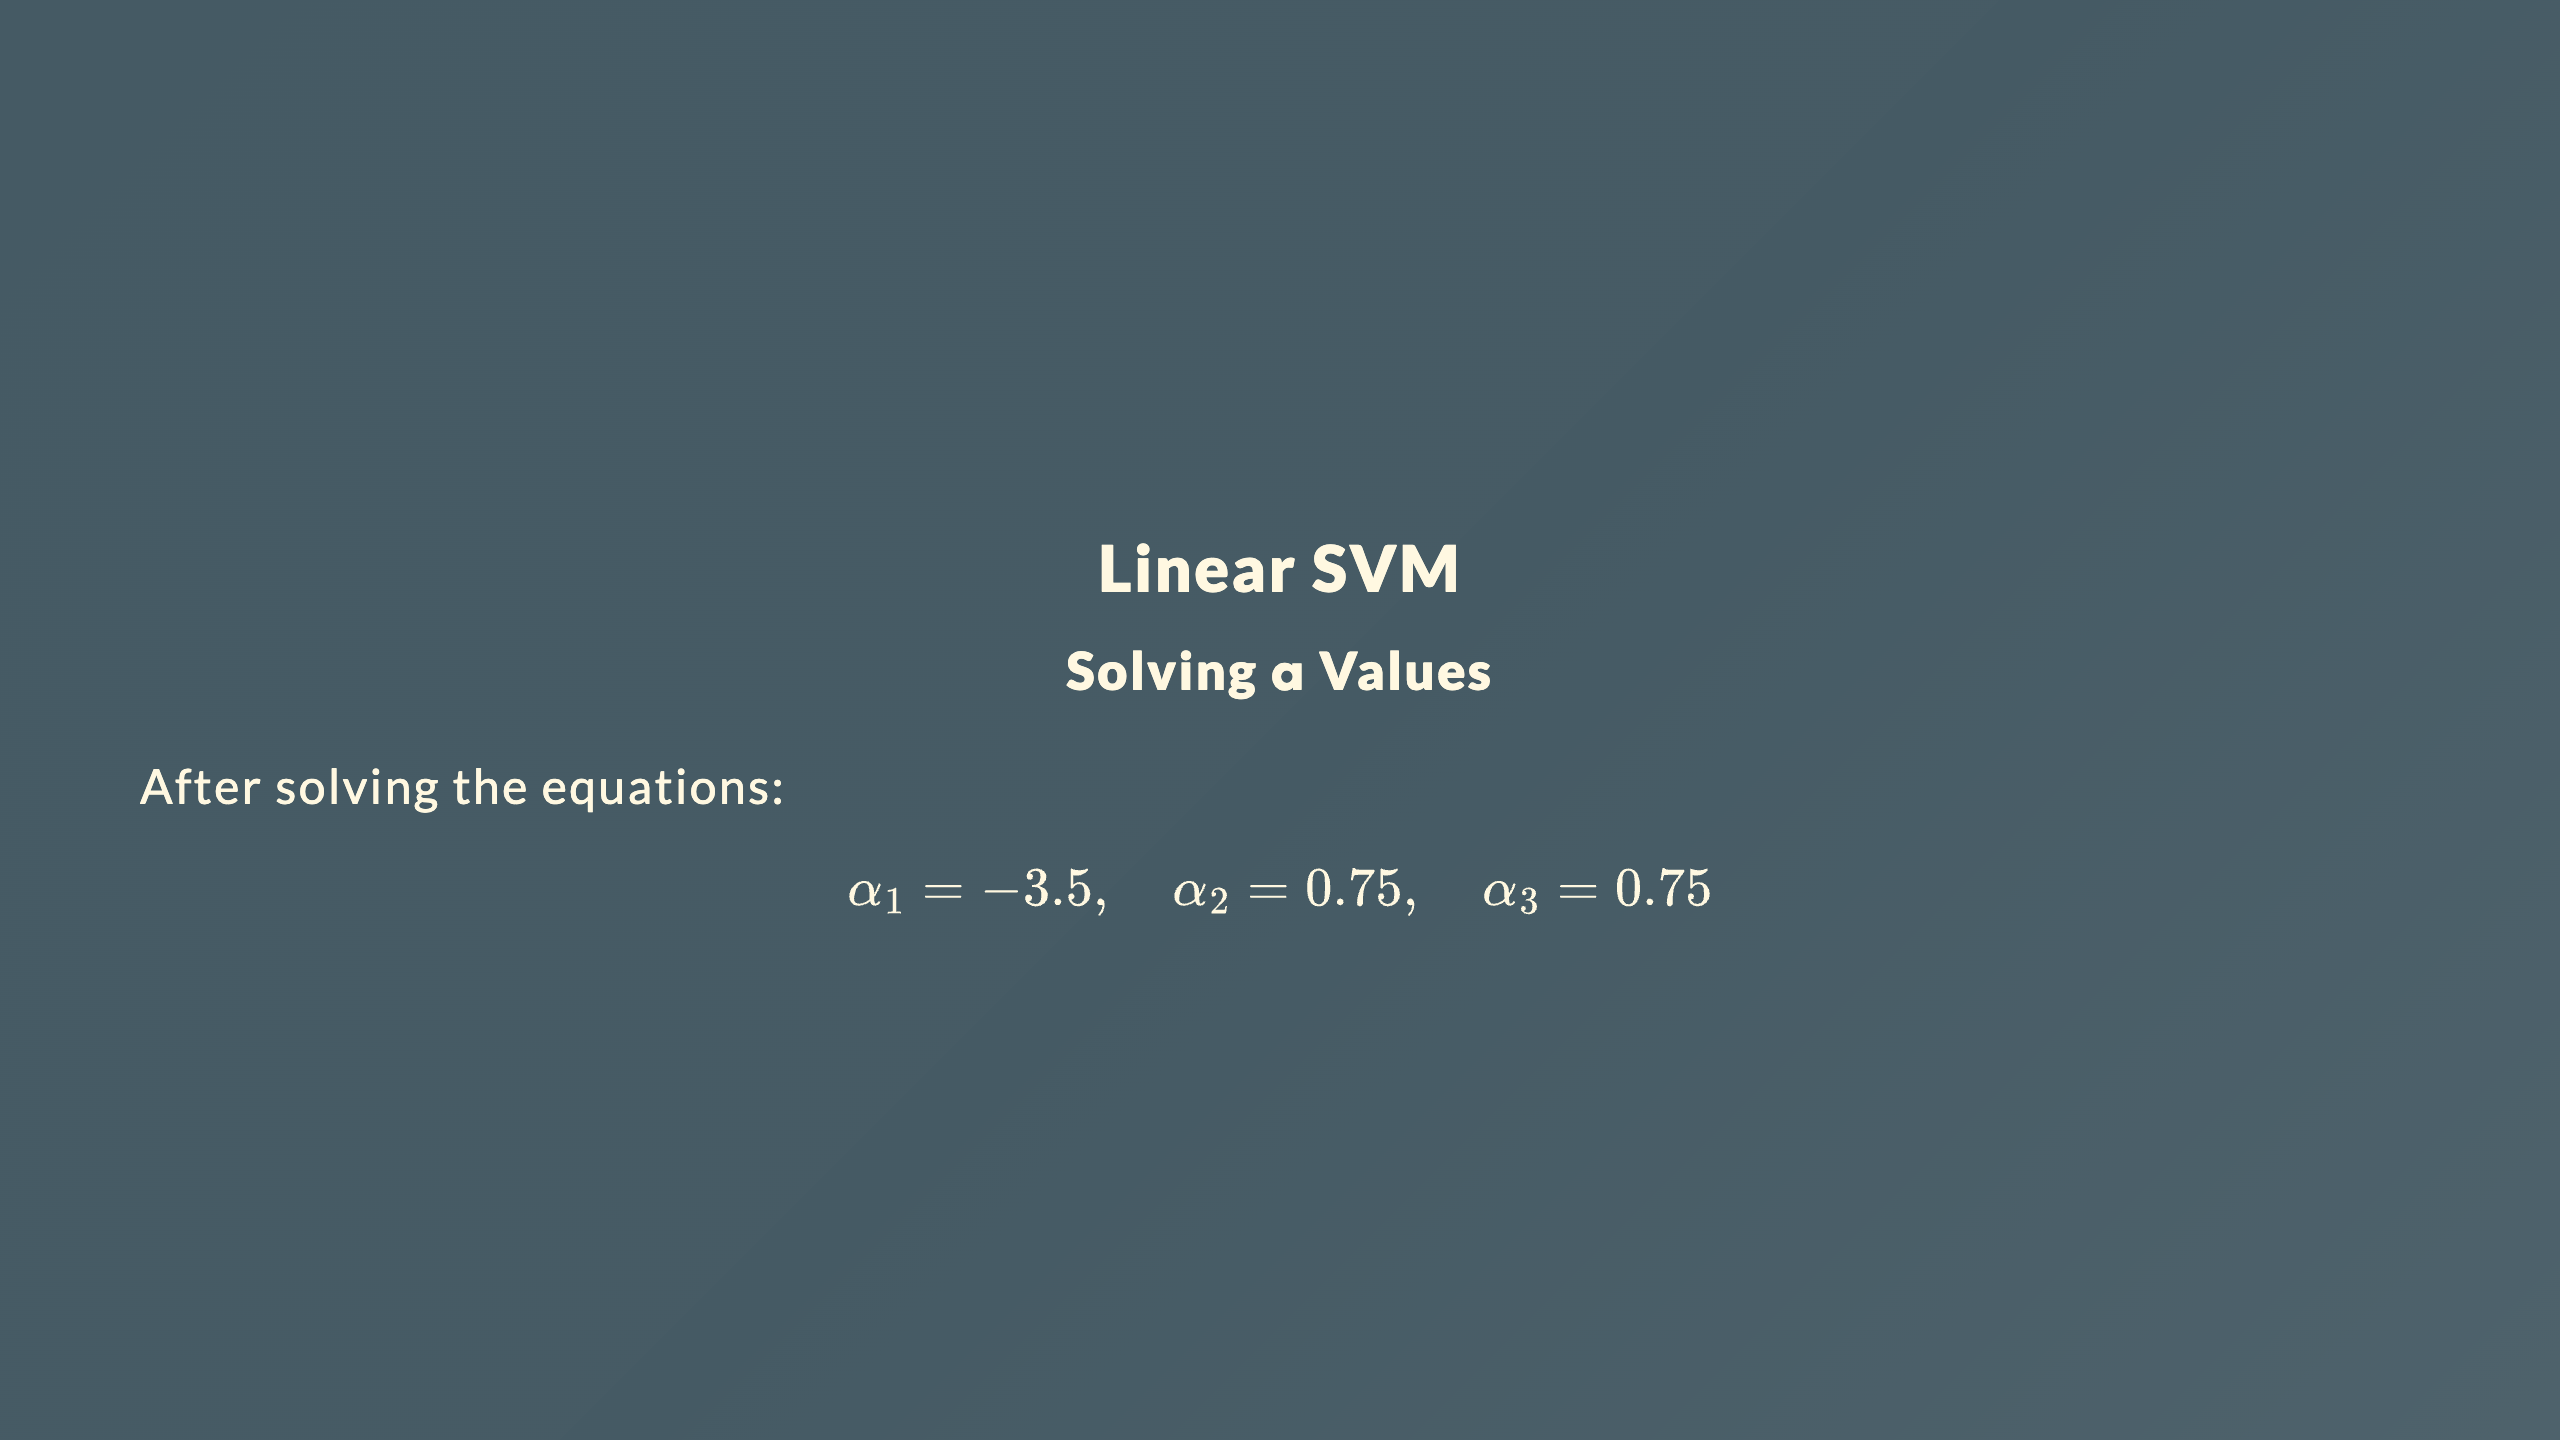 Linear SVM
Solving α Values
After solving the equations:
α₁ = −3.5, α₂ = 0.75, α₃ = 0.75